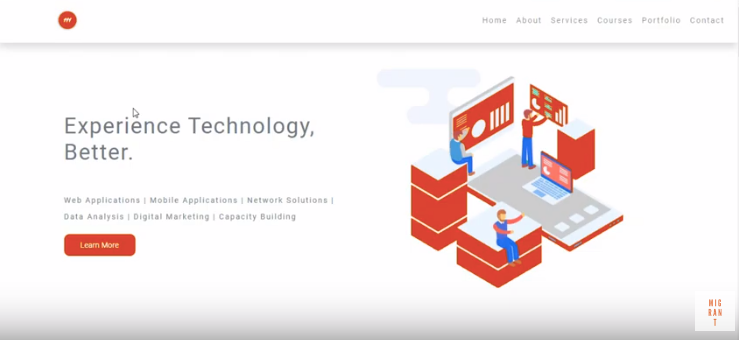 Home About Services Courses Portfolio Contact
Experience Technology,
Better.
Web Applications | Mobile Applications | Network Solutions |
Data Analysis | Digital Marketing | Capacity Building
Learn More
MIG
RAN
T